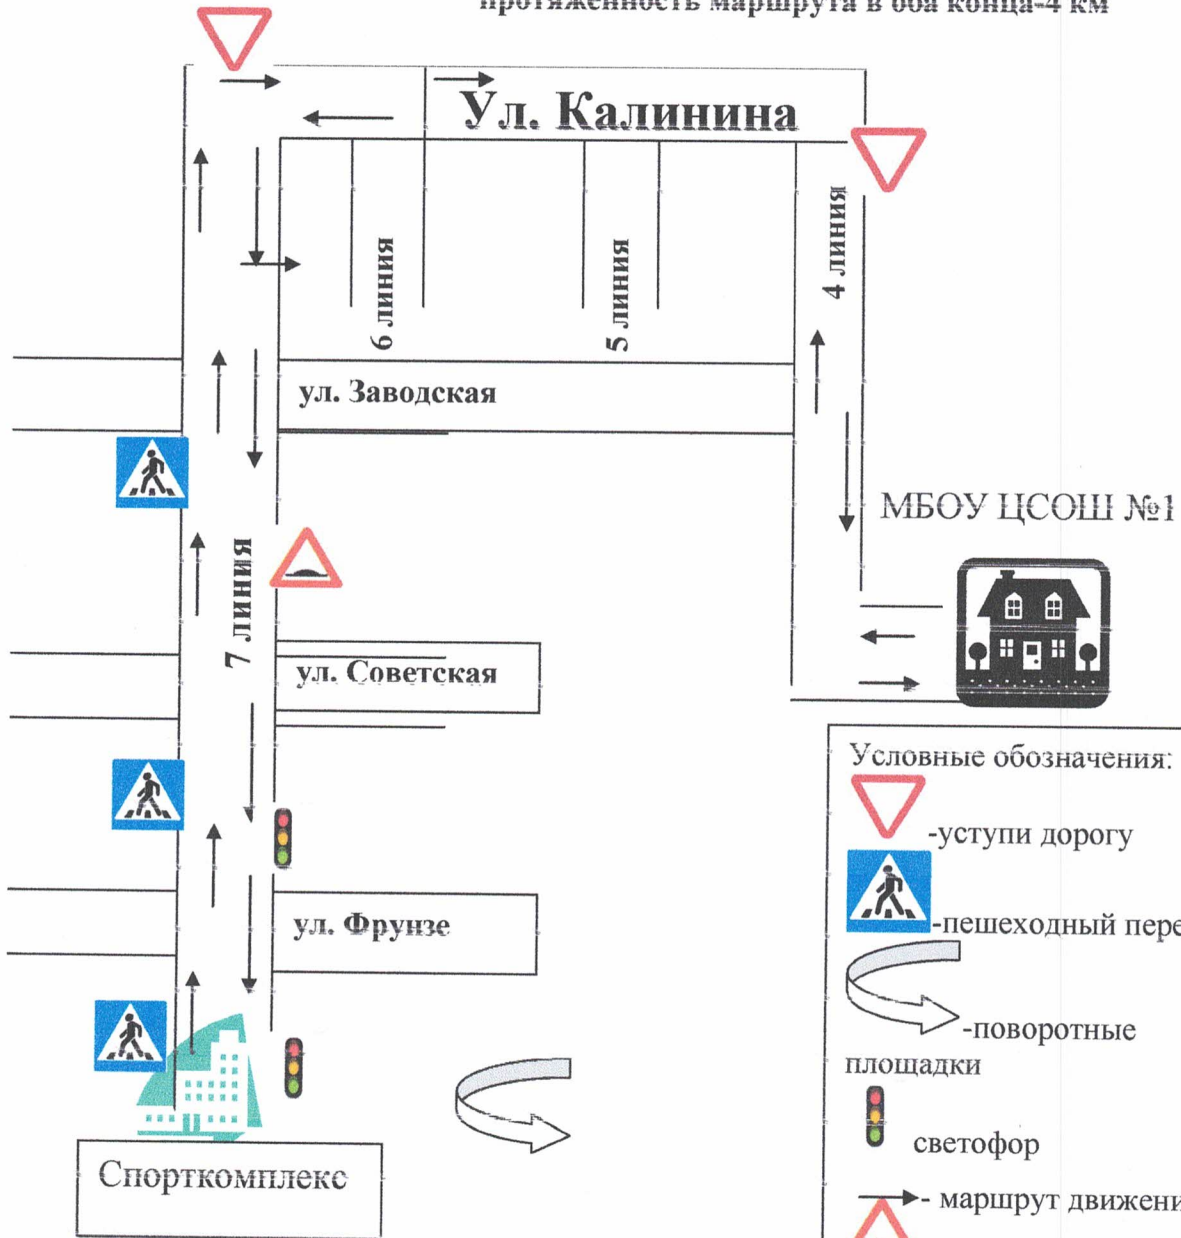 протяженность маршрута в оба конца-4 км
Ул. Калинина
6 линия
5 линия
4 линия
ул. Заводская
7 линия
МБОУ ЦСОШ №1
ул. Советская
ул. Фрунзе
Спорткомплекс
Условные обозначения:
-уступи дорогу
-пешеходный пере
-поворотные
площадки
светофор
- маршрут движени